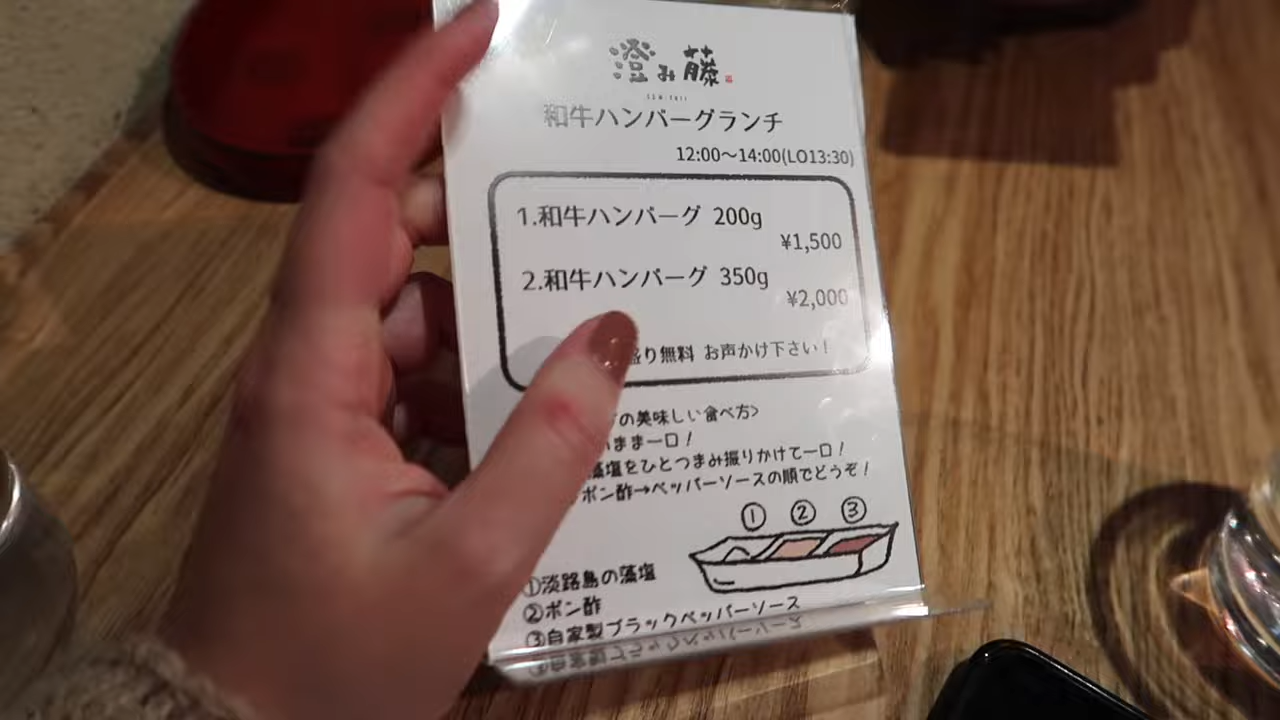 澄み藤
和牛ハンバーグランチ
12:00〜14:00(LO13:30)
1.和牛ハンバーグ 200g
¥1,500
2.和牛ハンバーグ 350g
¥2,000
盛り無料 お声かけ下さい!
の美味しい食べ方>
まま一口!
藻塩をひとつまみ振りかけて一口!
ポン酢→ペッパーソースの順でどうぞ!
① ② ③
①淡路島の藻塩
②ポン酢
③自家製ブラックペッパーソース